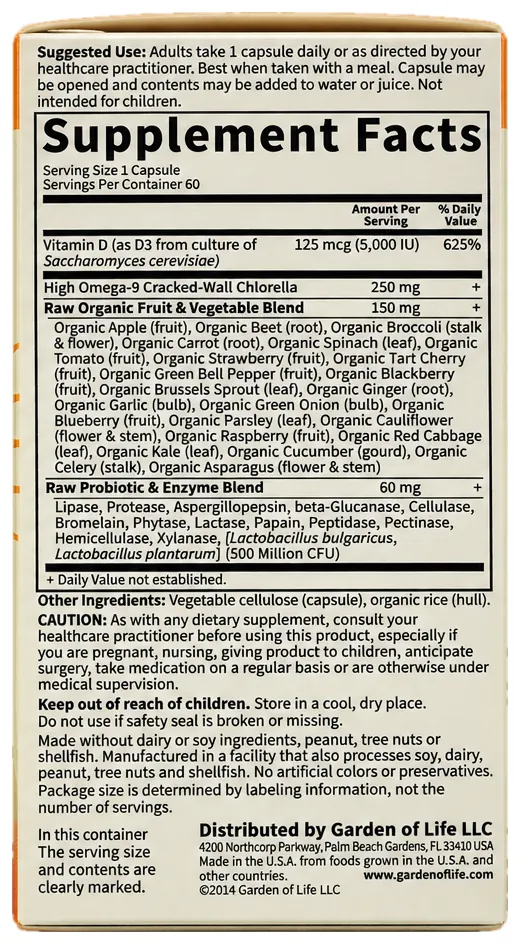 Suggested Use: Adults take 1 capsule daily or as directed by your
healthcare practitioner. Best when taken with a meal. Capsule may
be opened and contents may be added to water or juice. Not
intended for children.
Supplement Facts
Serving Size 1 Capsule
Servings Per Container 60
Amount Per Serving % Daily Value
Vitamin D (as D3 from culture of 125 mcg (5,000 IU) 625%
Saccharomyces cerevisiae)
High Omega-9 Cracked-Wall Chlorella 250 mg +
Raw Organic Fruit & Vegetable Blend 150 mg +
Organic Apple (fruit), Organic Beet (root), Organic Broccoli (stalk
& flower), Organic Carrot (root), Organic Spinach (leaf), Organic
Tomato (fruit), Organic Strawberry (fruit), Organic Tart Cherry
(fruit), Organic Green Bell Pepper (fruit), Organic Blackberry
(fruit), Organic Brussels Sprout (leaf), Organic Ginger (root),
Organic Garlic (bulb), Organic Green Onion (bulb), Organic
Blueberry (fruit), Organic Parsley (leaf), Organic Cauliflower
(flower & stem), Organic Raspberry (fruit), Organic Red Cabbage
(leaf), Organic Kale (leaf), Organic Cucumber (gourd), Organic
Celery (stalk), Organic Asparagus (flower & stem)
Raw Probiotic & Enzyme Blend 60 mg +
Lipase, Protease, Aspergillopepsin, beta-Glucanase, Cellulase,
Bromelain, Phytase, Lactase, Papain, Peptidase, Pectinase,
Hemicellulase, Xylanase, [Lactobacillus bulgaricus,
Lactobacillus plantarum] (500 Million CFU)
+ Daily Value not established.
Other Ingredients: Vegetable cellulose (capsule), organic rice (hull).
CAUTION: As with any dietary supplement, consult your
healthcare practitioner before using this product, especially if
you are pregnant, nursing, giving product to children, anticipate
surgery, take medication on a regular basis or are otherwise under
medical supervision.
Keep out of reach of children. Store in a cool, dry place.
Do not use if safety seal is broken or missing.
Made without dairy or soy ingredients, peanut, tree nuts or
shellfish. Manufactured in a facility that also processes soy, dairy,
peanut, tree nuts and shellfish. No artificial colors or preservatives.
Package size is determined by labeling information, not the
number of servings.
In this container
The serving size
and contents are
clearly marked.
Distributed by Garden of Life LLC
4200 Northcorp Parkway, Palm Beach Gardens, FL 33410 USA
Made in the U.S.A. from foods grown in the U.S.A. and
other countries. www.gardenoflife.com
©2014 Garden of Life LLC